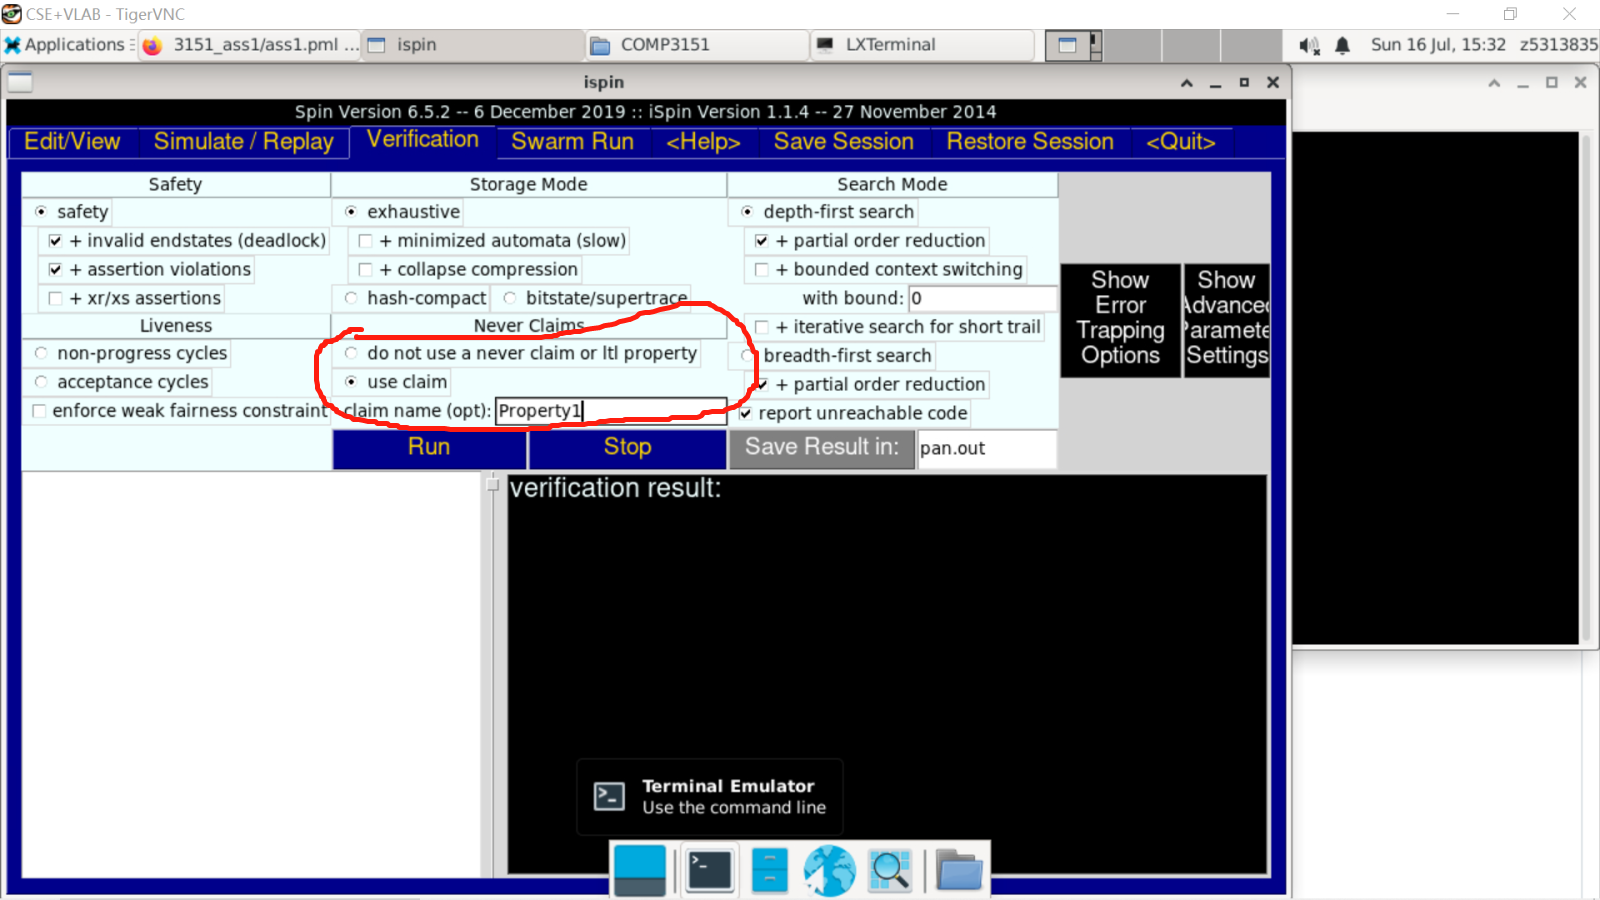 CSE+VLAB - TigerVNC
Applications
3151_ass1/ass1.pml ...
ispin
COMP3151
LXTerminal
Sun 16 Jul, 15:32
z5313835
ispin
Spin Version 6.5.2 -- 6 December 2019 :: iSpin Version 1.1.4 -- 27 November 2014
Edit/View
Simulate / Replay
Verification
Swarm Run
<Help>
Save Session
Restore Session
<Quit>
Safety
safety
+ invalid endstates (deadlock)
+ assertion violations
+ xr/xs assertions
Liveness
non-progress cycles
acceptance cycles
enforce weak fairness constraint
Storage Mode
exhaustive
+ minimized automata (slow)
+ collapse compression
hash-compact
bitstate/supertrace
Never Claims
do not use a never claim or ltl property
use claim
claim name (opt): Property1
Search Mode
depth-first search
+ partial order reduction
+ bounded context switching
with bound: 0
+ iterative search for short trail
breadth-first search
+ partial order reduction
report unreachable code
Show
Error
Trapping
Options
Show
Advanced
Paramete
Settings
Run
Stop
Save Result in:
pan.out
verification result:
Terminal Emulator
Use the command line